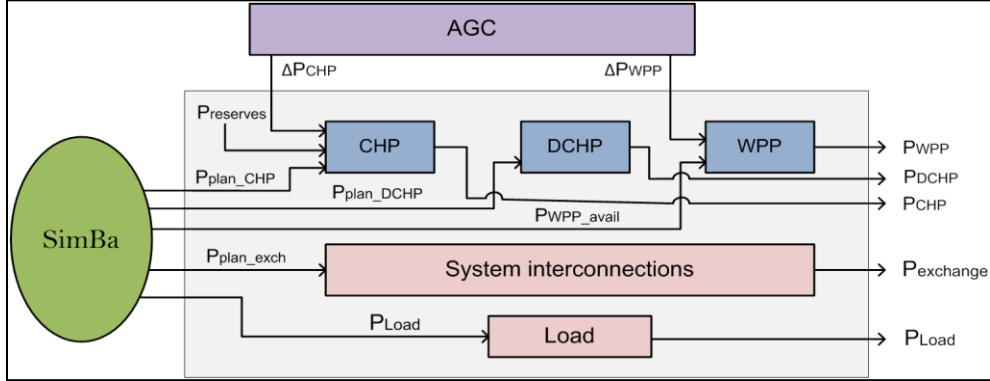 AGC
ΔPCHP
ΔPWPP
Preserves
CHP
DCHP
WPP
PWPP
Pplan_CHP
Pplan_DCHP
PDCHP
PCHP
PWPP_avail
SimBa
Pplan_exch
System interconnections
Pexchange
PLoad
Load
PLoad